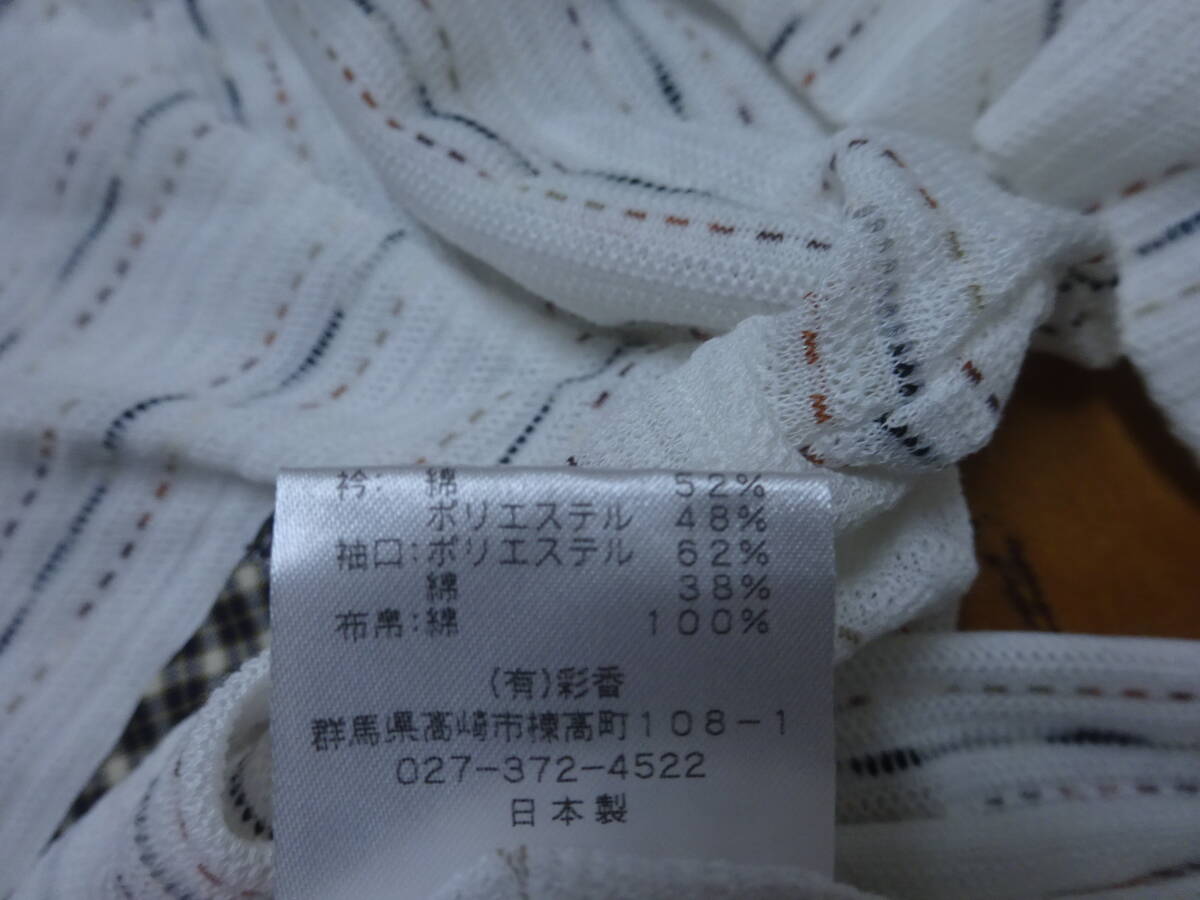 衿: 綿 52%
ポリエステル 48%
袖口:ポリエステル 62%
綿 38%
布帛:綿 100%
(有)彩香
群馬県高崎市棟高町108-1
027-372-4522
日本製